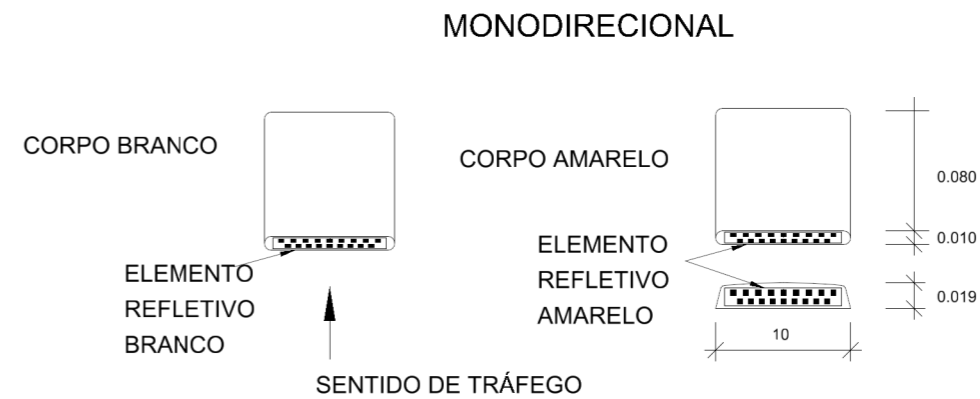 MONODIRECIONAL
CORPO BRANCO
ELEMENTO
REFLETIVO
BRANCO
SENTIDO DE TRÁFEGO
CORPO AMARELO
ELEMENTO
REFLETIVO
AMARELO
0.080
0.010
0.019
10